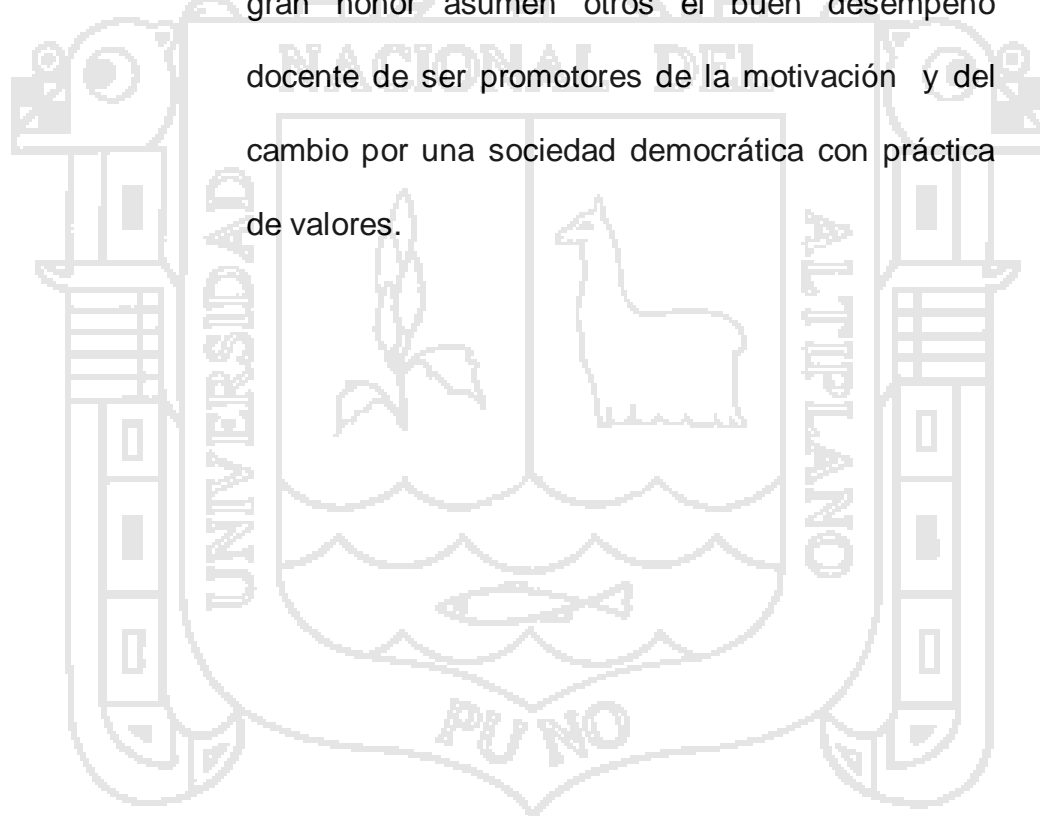 gran honor asumen otros el buen desempeño
NACIONAL DEL
docente de ser promotores de la motivación y del
cambio por una sociedad democrática con práctica
de valores.
UNIVERSIDAD
ALTIPLANO
PUNO